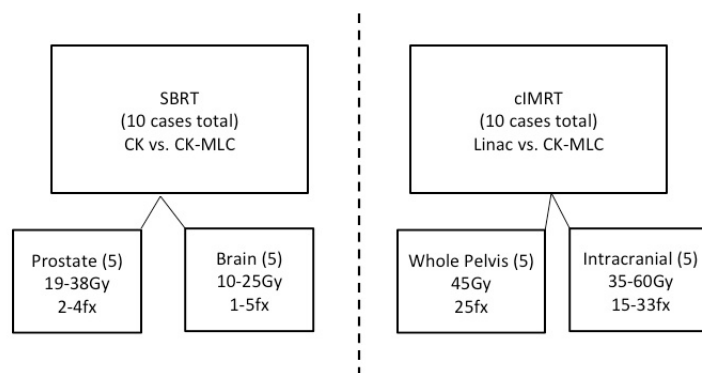 SBRT
(10 cases total)
CK vs. CK-MLC
Prostate (5)
19-38Gy
2-4fx
Brain (5)
10-25Gy
1-5fx
cIMRT
(10 cases total)
Linac vs. CK-MLC
Whole Pelvis (5)
45Gy
25fx
Intracranial (5)
35-60Gy
15-33fx